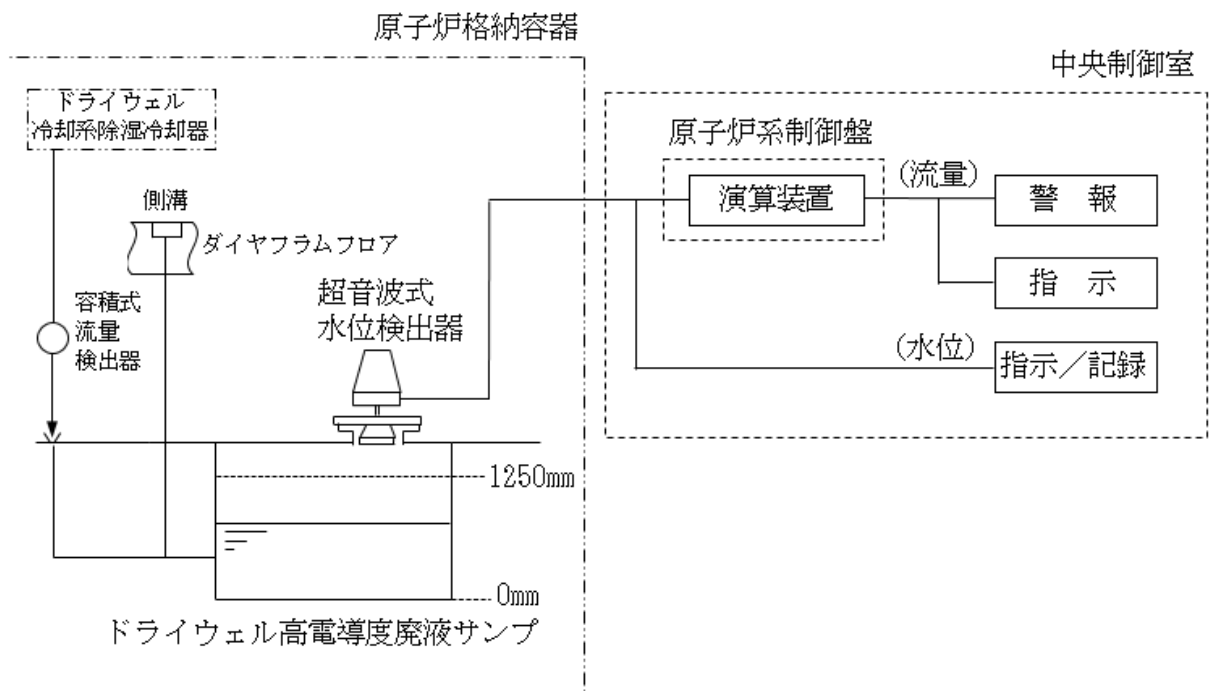 原子炉格納容器
中央制御室
ドライウェル
冷却系除湿冷却器
原子炉系制御盤
演算装置
(流量)
警 報
側溝
ダイヤフラムフロア
超音波式
水位検出器
指 示
容積式
流量
検出器
(水位)
指示/記録
1250mm
0mm
ドライウェル高電導度廃液サンプ